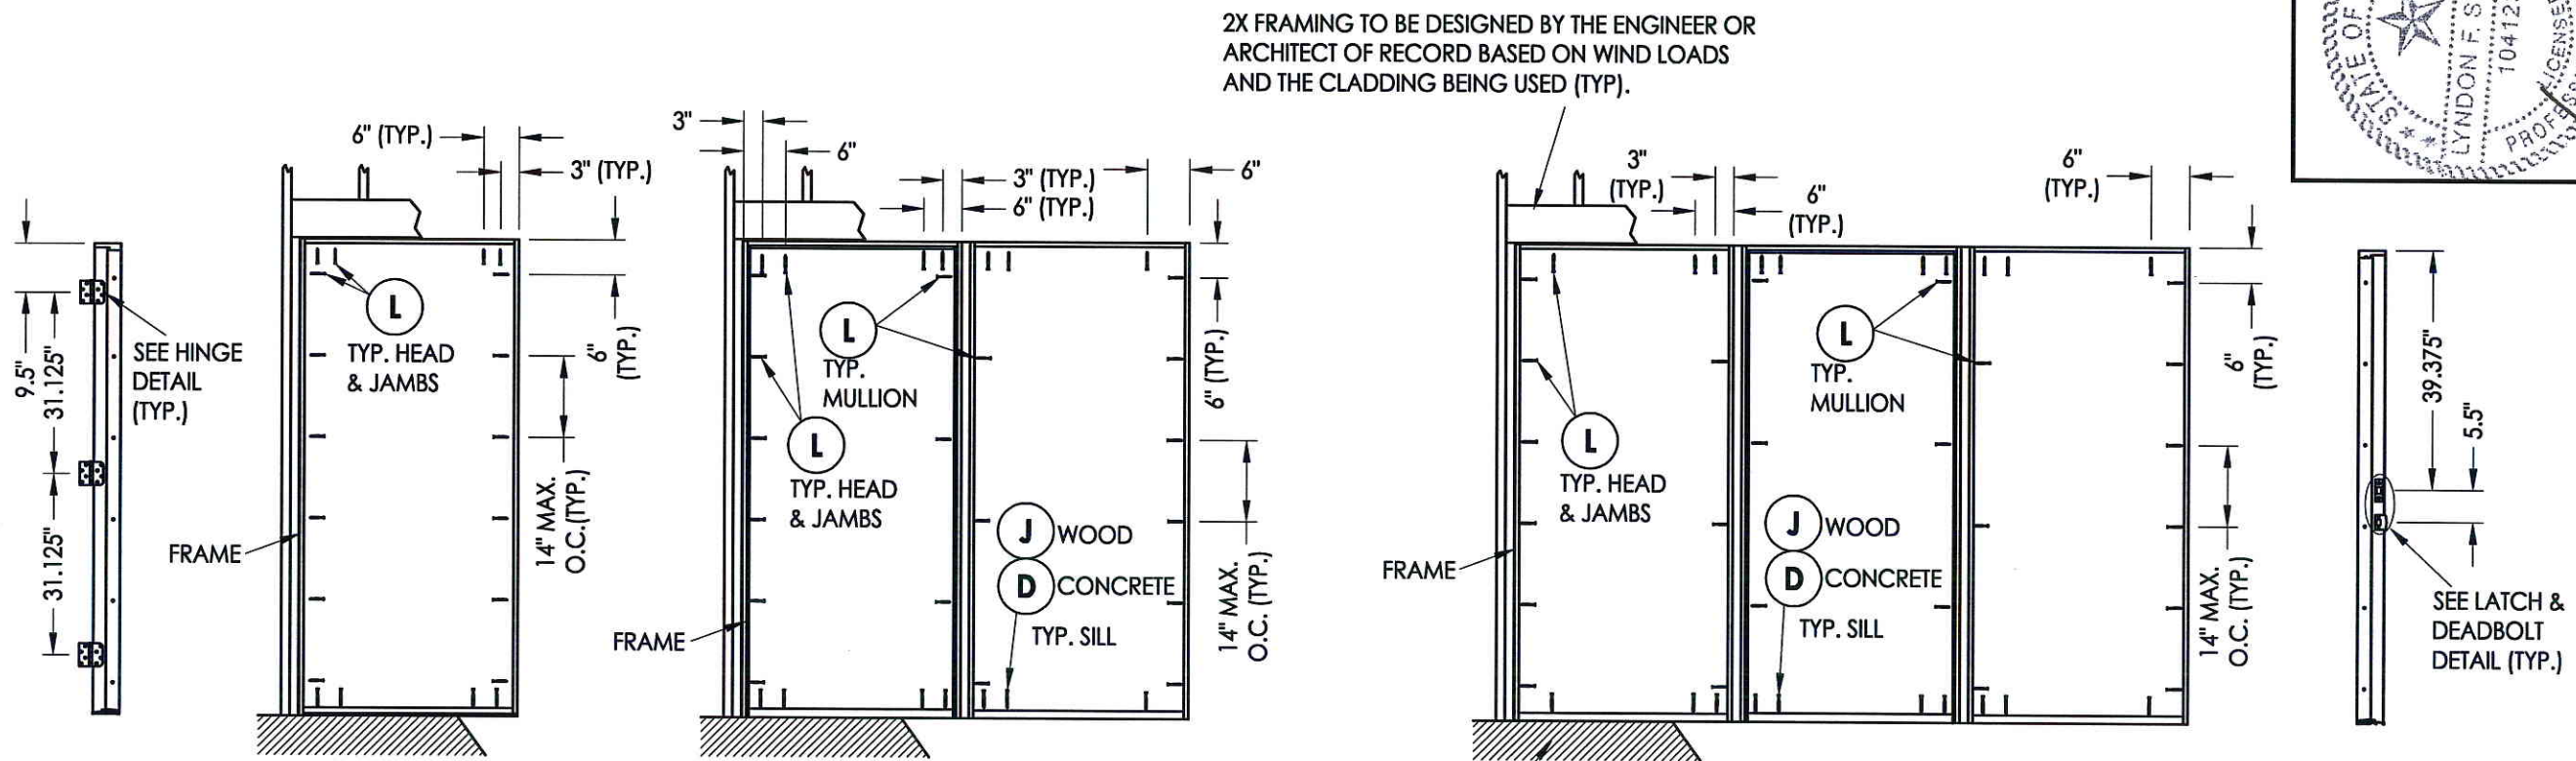 2X FRAMING TO BE DESIGNED BY THE ENGINEER OR
ARCHITECT OF RECORD BASED ON WIND LOADS
AND THE CLADDING BEING USED (TYP).
STATE OF
LYNDON F. S
10412
LICENSE
PROFESS
9.5"
31.125"
31.125"
SEE HINGE
DETAIL
(TYP.)
FRAME
6" (TYP.)
3" (TYP.)
L
TYP. HEAD
& JAMBS
6"
(TYP.)
14" MAX.
O.C.(TYP.)
3"
6"
3" (TYP.)
6" (TYP.)
6"
L
TYP.
MULLION
L
TYP. HEAD
& JAMBS
J WOOD
D CONCRETE
TYP. SILL
FRAME
6" (TYP.)
14" MAX.
O.C. (TYP.)
3"
(TYP.)
6"
(TYP.)
6"
(TYP.)
L
TYP.
MULLION
L
TYP. HEAD
& JAMBS
J WOOD
D CONCRETE
TYP. SILL
FRAME
6"
(TYP.)
14" MAX.
O.C. (TYP.)
39.375"
5.5"
SEE LATCH &
DEADBOLT
DETAIL (TYP.)